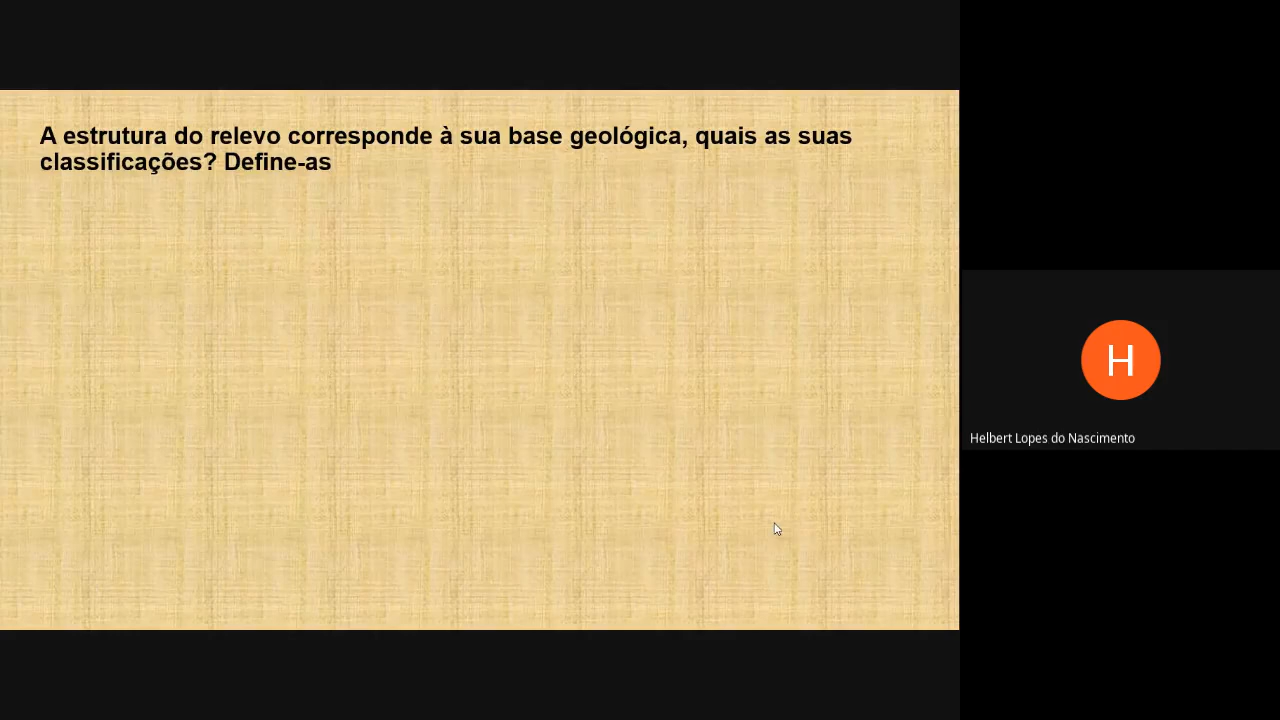 A estrutura do relevo corresponde à sua base geológica, quais as suas
classificações? Define-as
H
Helbert Lopes do Nascimento